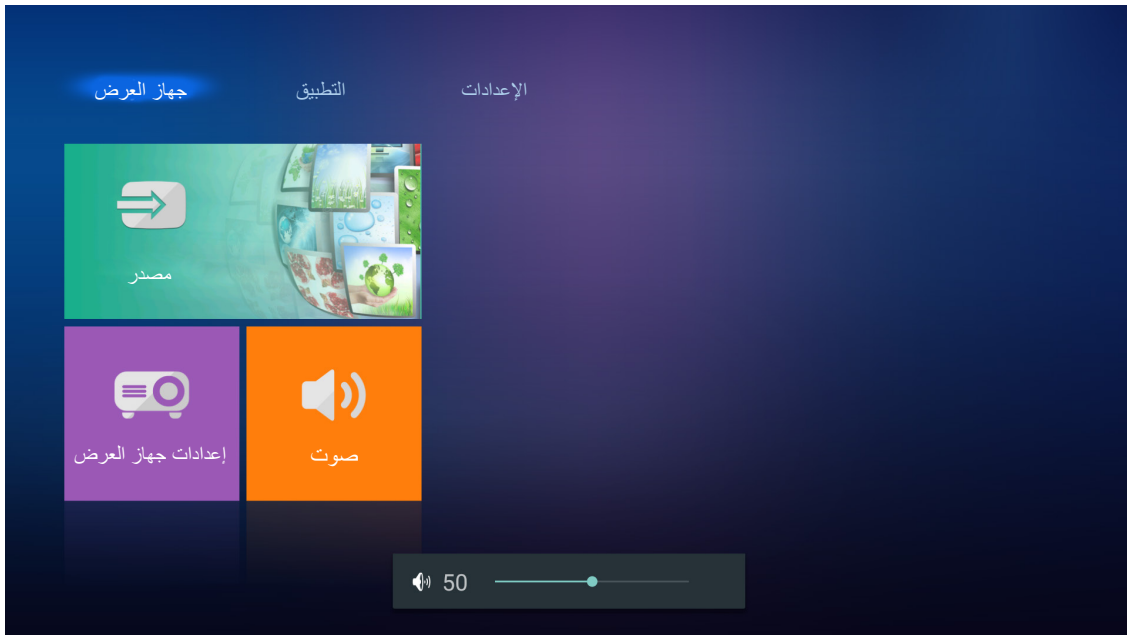 جهاز العرض
التطبيق
الإعدادات
مصدر
إعدادات جهاز العرض
صوت
50